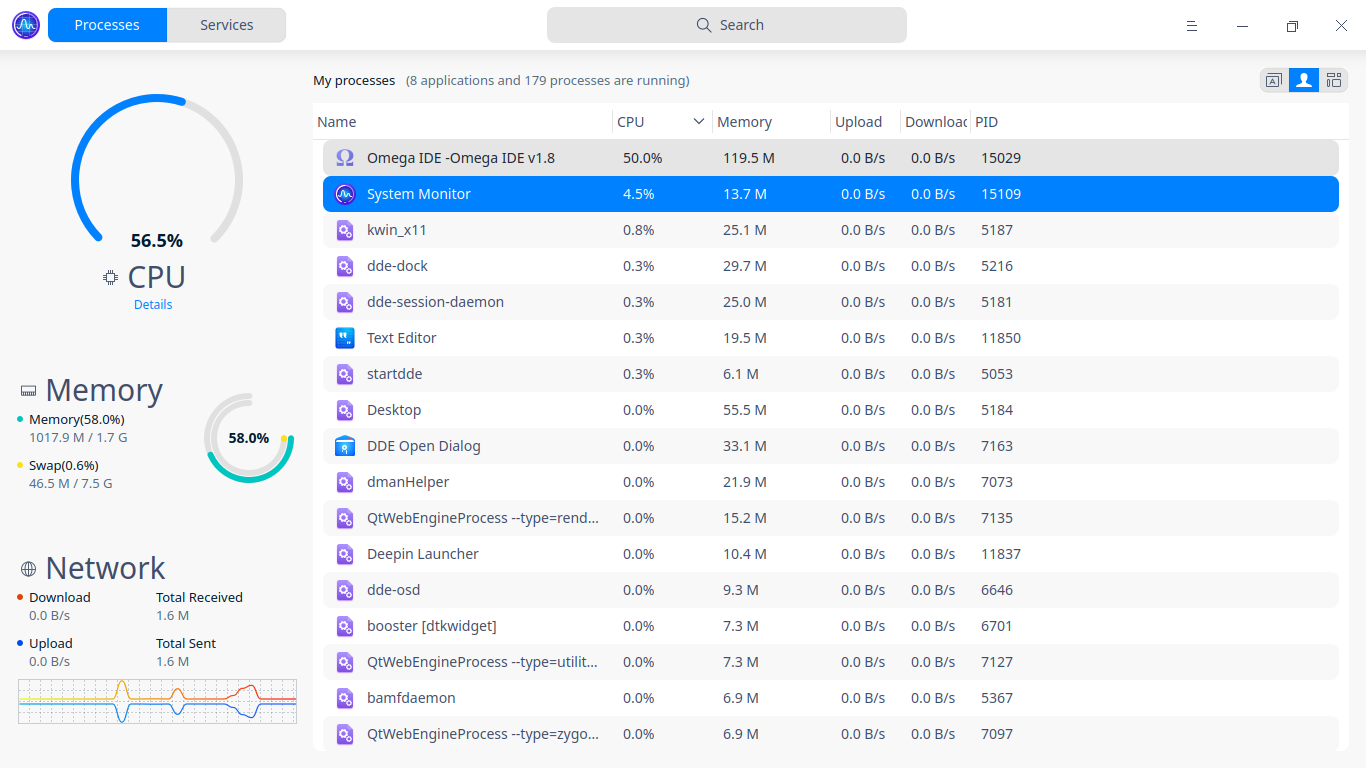 Processes Services Search
My processes (8 applications and 179 processes are running)
Name CPU Memory Upload Downloac PID
Omega IDE -Omega IDE v1.8 50.0% 119.5 M 0.0 B/s 0.0 B/s 15029
System Monitor 4.5% 13.7 M 0.0 B/s 0.0 B/s 15109
kwin_x11 0.8% 25.1 M 0.0 B/s 0.0 B/s 5187
dde-dock 0.3% 29.7 M 0.0 B/s 0.0 B/s 5216
dde-session-daemon 0.3% 25.0 M 0.0 B/s 0.0 B/s 5181
Text Editor 0.3% 19.5 M 0.0 B/s 0.0 B/s 11850
startdde 0.3% 6.1 M 0.0 B/s 0.0 B/s 5053
Desktop 0.0% 55.5 M 0.0 B/s 0.0 B/s 5184
DDE Open Dialog 0.0% 33.1 M 0.0 B/s 0.0 B/s 7163
dmanHelper 0.0% 21.9 M 0.0 B/s 0.0 B/s 7073
QtWebEngineProcess --type=rend... 0.0% 15.2 M 0.0 B/s 0.0 B/s 7135
Deepin Launcher 0.0% 10.4 M 0.0 B/s 0.0 B/s 11837
dde-osd 0.0% 9.3 M 0.0 B/s 0.0 B/s 6646
booster [dtkwidget] 0.0% 7.3 M 0.0 B/s 0.0 B/s 6701
QtWebEngineProcess --type=utilit... 0.0% 7.3 M 0.0 B/s 0.0 B/s 7127
bamfdaemon 0.0% 6.9 M 0.0 B/s 0.0 B/s 5367
QtWebEngineProcess --type=zygo... 0.0% 6.9 M 0.0 B/s 0.0 B/s 7097
56.5%
CPU
Details
Memory
Memory(58.0%)
1017.9 M / 1.7 G
58.0%
Swap(0.6%)
46.5 M / 7.5 G
Network
Download Total Received
0.0 B/s 1.6 M
Upload Total Sent
0.0 B/s 1.6 M